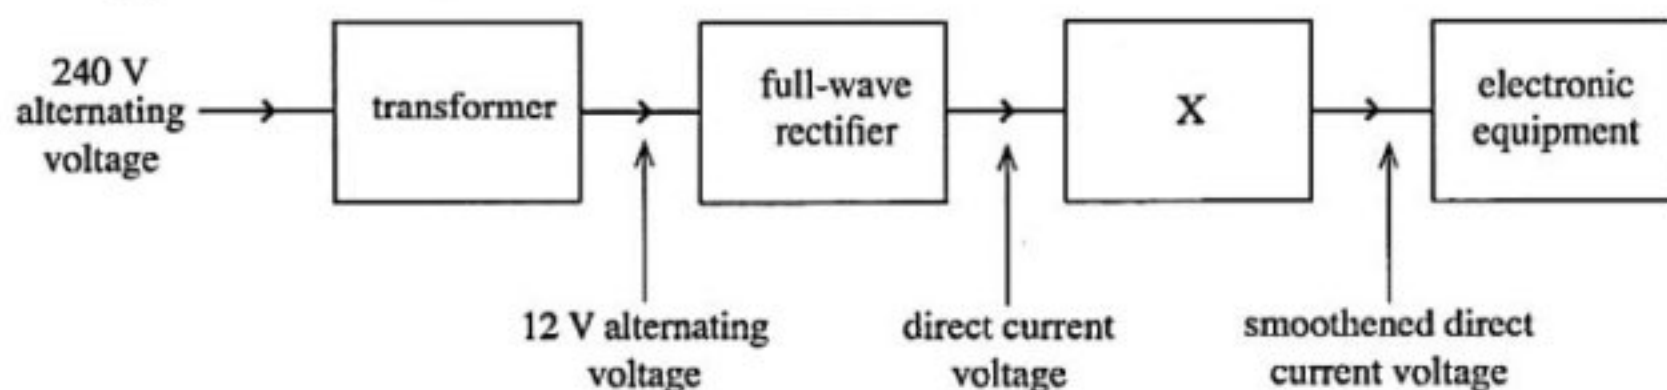 240 V
alternating
voltage
transformer
full-wave
rectifier
X
electronic
equipment
12 V alternating
voltage
direct current
voltage
smoothened direct
current voltage